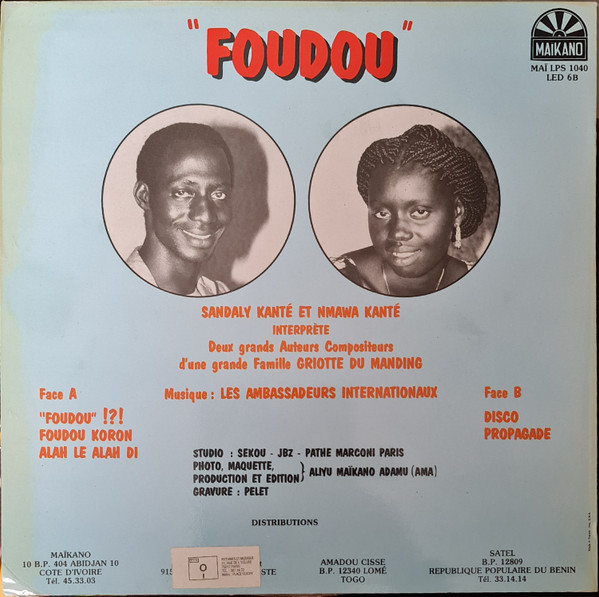 "FOUDOU"
MAIKANO
MAÏ LPS 1040
LED 6B
SANDALY KANTÉ ET NMAWA KANTÉ
INTERPRÈTE
Deux grands Auteurs Compositeurs
d'une grande Famille GRIOTTE DU MANDING
Musique : LES AMBASSADEURS INTERNATIONAUX
Face A
"FOUDOU" !?!
FOUDOU KORON
ALAH LE ALAH DI
Face B
DISCO
PROPAGADE
STUDIO : SEKOU - JBZ - PATHE MARCONI PARIS
PHOTO, MAQUETTE,
PRODUCTION ET EDITION } ALIYU MAÏKANO ADAMU (AMA)
GRAVURE : PELET
DISTRIBUTIONS
MAÏKANO
10 B.P. 404 ABIDJAN 10
COTE D'IVOIRE
Tél. 45.33.03
O
1
915
STE
AMADOU CISSE
B.P. 12340 LOMÉ
TOGO
SATEL
B.P. 12809
REPUBLIQUE POPULAIRE DU BENIN
Tél. 33.14.14